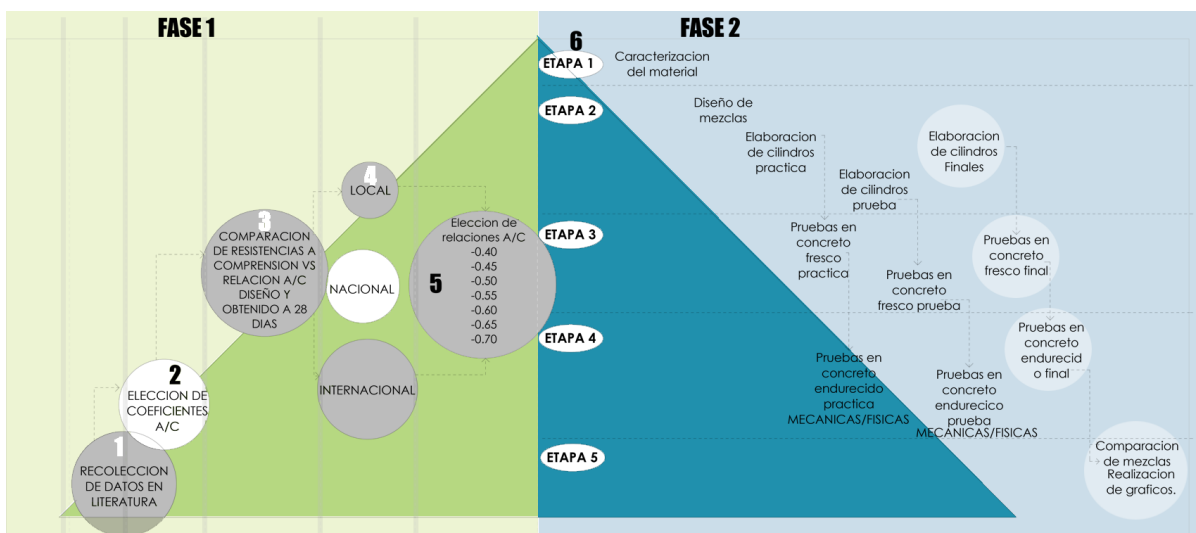 FASE 1
1
RECOLECCION
DE DATOS EN
LITERATURA
2
ELECCION DE
COEFICIENTES
A/C
3
COMPARACION
DE RESISTENCIAS A
COMPRENSION VS
RELACION A/C
DISEÑO Y
OBTENIDO A 28
DIAS
4
LOCAL
NACIONAL
INTERNACIONAL
5
Eleccion de
relaciones A/C
-0.40
-0.45
-0.50
-0.55
-0.60
-0.65
-0.70
FASE 2
6
ETAPA 1
Caracterizacion
del material
ETAPA 2
Diseño de
mezclas
Elaboracion
de cilindros
practica
Elaboracion
de cilindros
prueba
Elaboracion
de cilindros
Finales
ETAPA 3
Pruebas en
concreto
fresco
practica
Pruebas en
concreto
fresco prueba
Pruebas en
concreto
fresco final
ETAPA 4
Pruebas en
concreto
endurecido
practica
MECANICAS/FISICAS
Pruebas en
concreto
endurecico
prueba
MECANICAS/FISICAS
Pruebas en
concreto
endurecid
o final
ETAPA 5
Comparacion
de mezclas
Realizacion
de graficos.